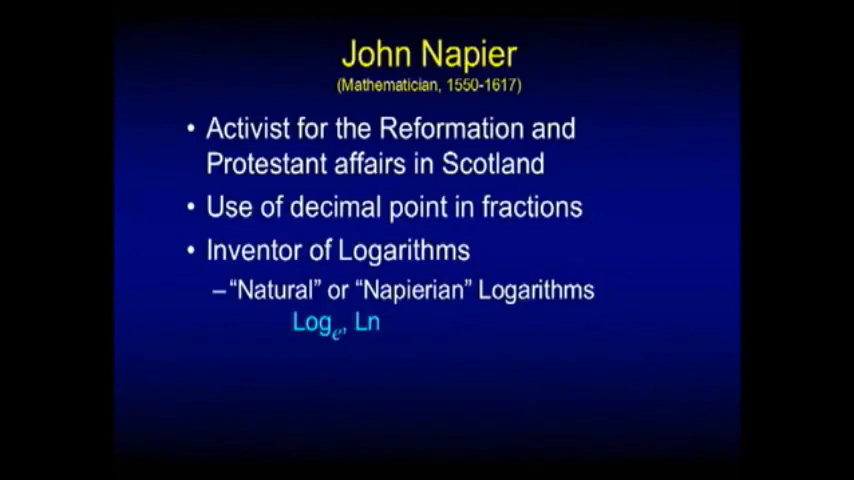 John Napier
(Mathematician, 1550-1617)
• Activist for the Reformation and
Protestant affairs in Scotland
• Use of decimal point in fractions
• Inventor of Logarithms
–“Natural” or “Napierian” Logarithms
Logₑ, Ln